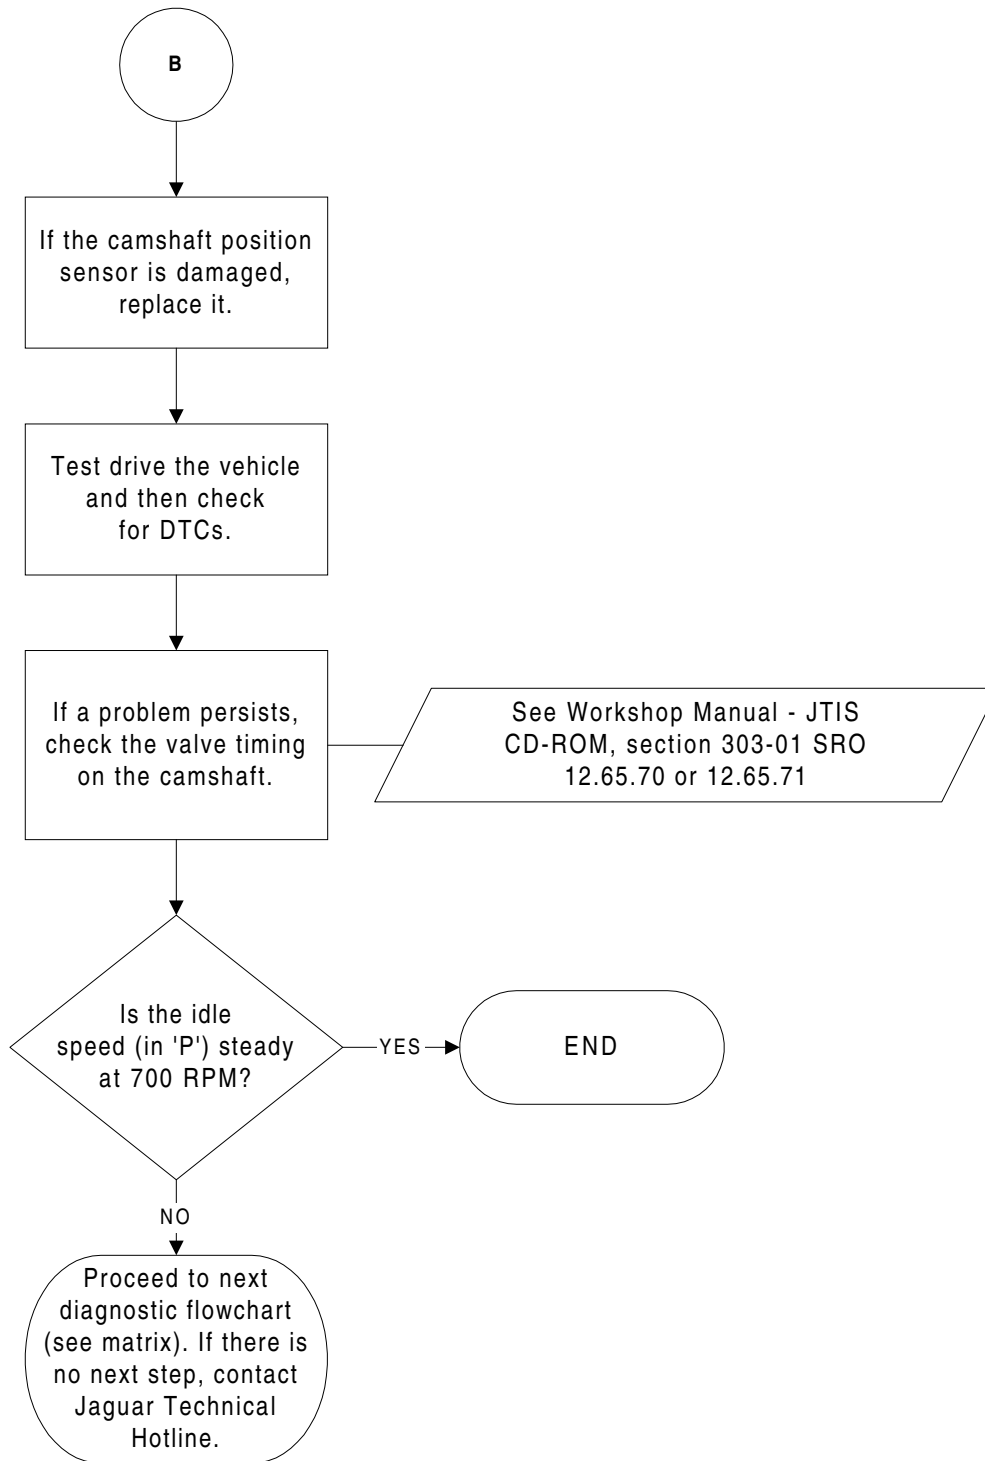 B
If the camshaft position
sensor is damaged,
replace it.
Test drive the vehicle
and then check
for DTCs.
If a problem persists,
check the valve timing
on the camshaft.
See Workshop Manual - JTIS
CD-ROM, section 303-01 SRO
12.65.70 or 12.65.71
Is the idle
speed (in 'P') steady
at 700 RPM?
YES
END
NO
Proceed to next
diagnostic flowchart
(see matrix). If there is
no next step, contact
Jaguar Technical
Hotline.